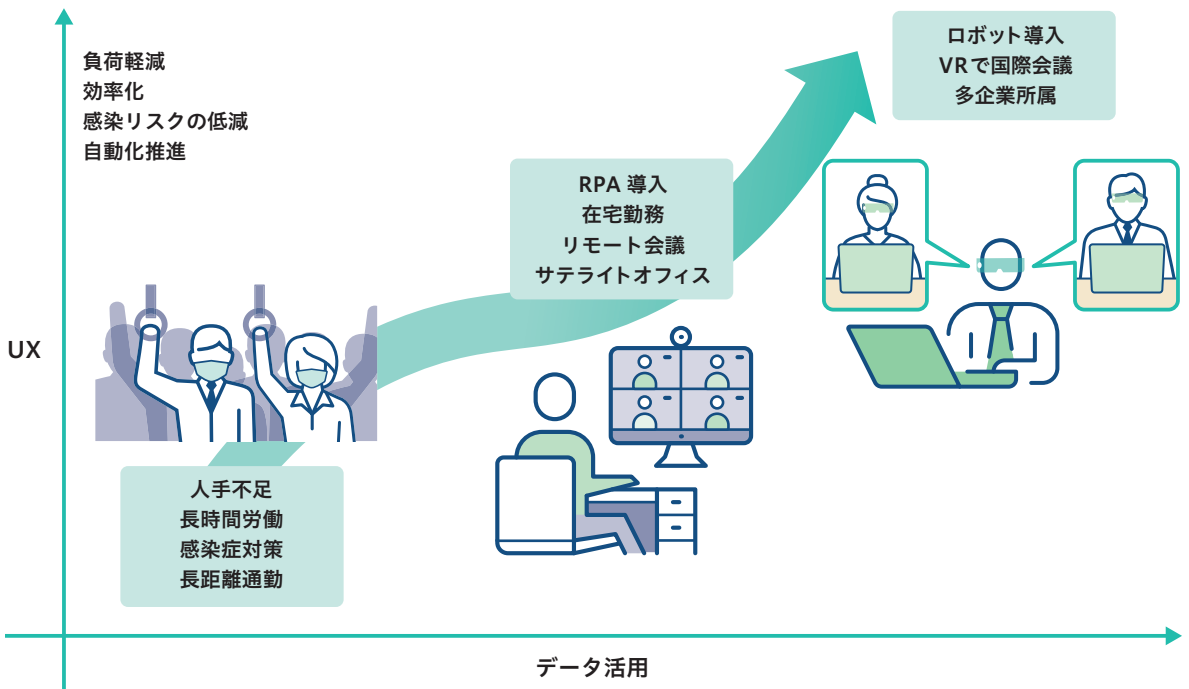 負荷軽減
効率化
感染リスクの低減
自動化推進
ロボット導入
VRで国際会議
多企業所属
RPA 導入
在宅勤務
リモート会議
サテライトオフィス
UX
人手不足
長時間労働
感染症対策
長距離通勤
データ活用